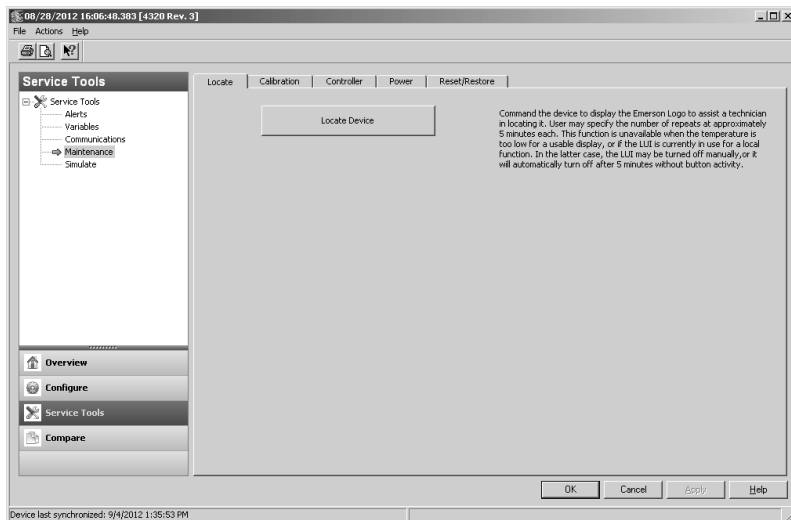 08/28/2012 16:06:48.383 [4320 Rev. 3]
File Actions Help
Service Tools
Service Tools
Alerts
Variables
Communications
Maintenance
Simulate
Overview
Configure
Service Tools
Compare
Locate Calibration Controller Power Reset/Restore
Locate Device
Command the device to display the Emerson Logo to assist a technician
in locating it. User may specify the number of repeats at approximately
5 minutes each. This function is unavailable when the temperature is
too low for a usable display, or if the LUI is currently in use for a local
function. In the latter case, the LUI may be turned off manually,or it
will automatically turn off after 5 minutes without button activity.
OK Cancel Apply Help
Device last synchronized: 9/4/2012 1:35:53 PM